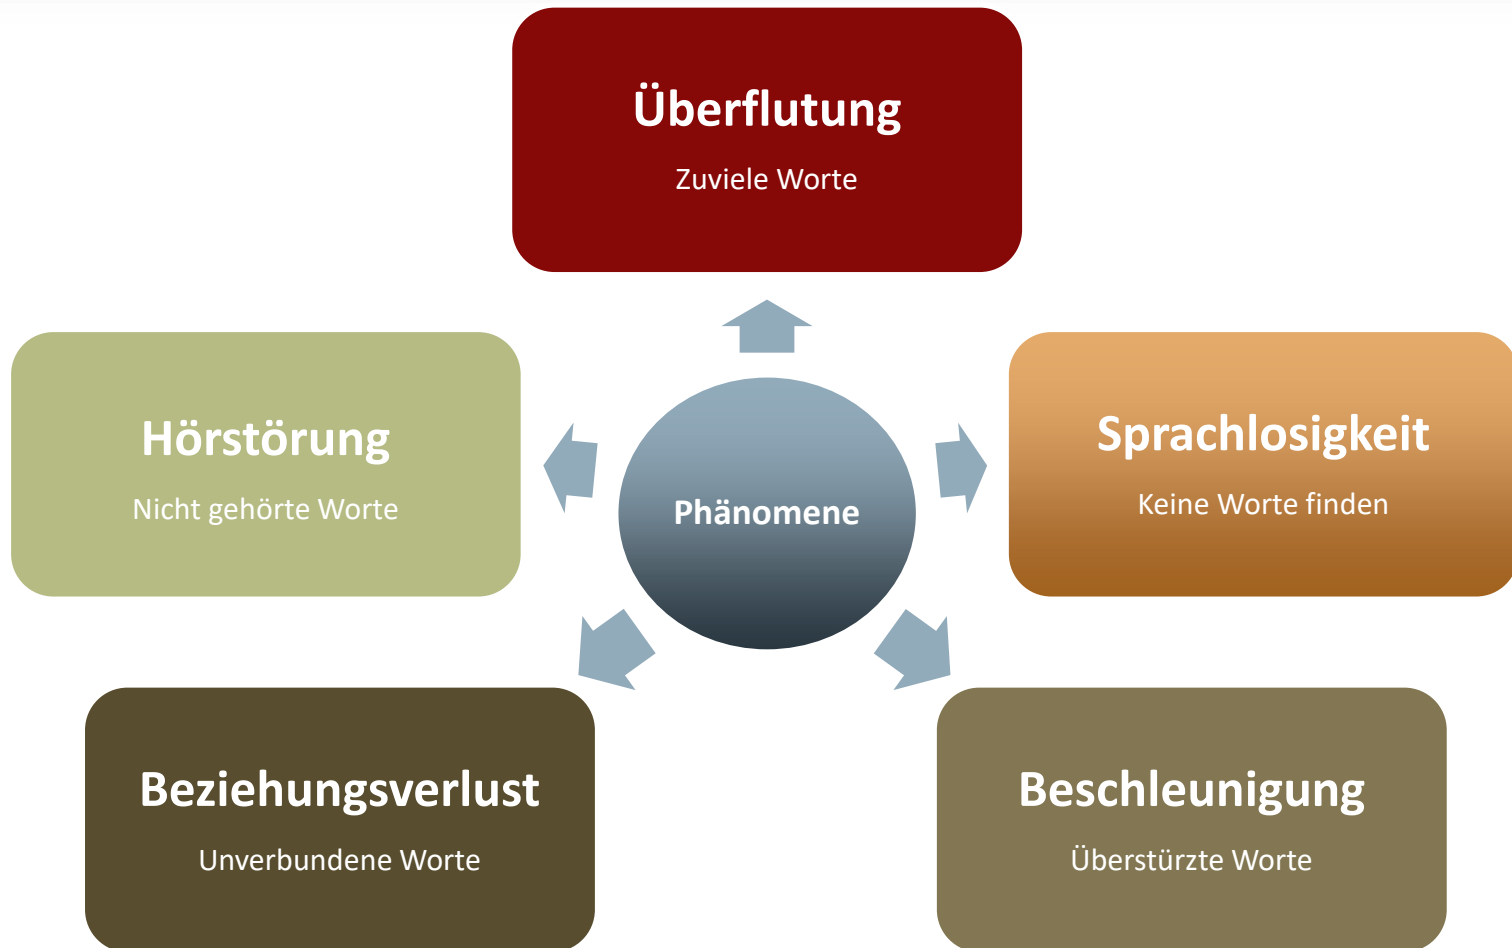 Überflutung
Zuviele Worte
Hörstörung
Nicht gehörte Worte
Phänomene
Sprachlosigkeit
Keine Worte finden
Beziehungsverlust
Unverbundene Worte
Beschleunigung
Überstürzte Worte